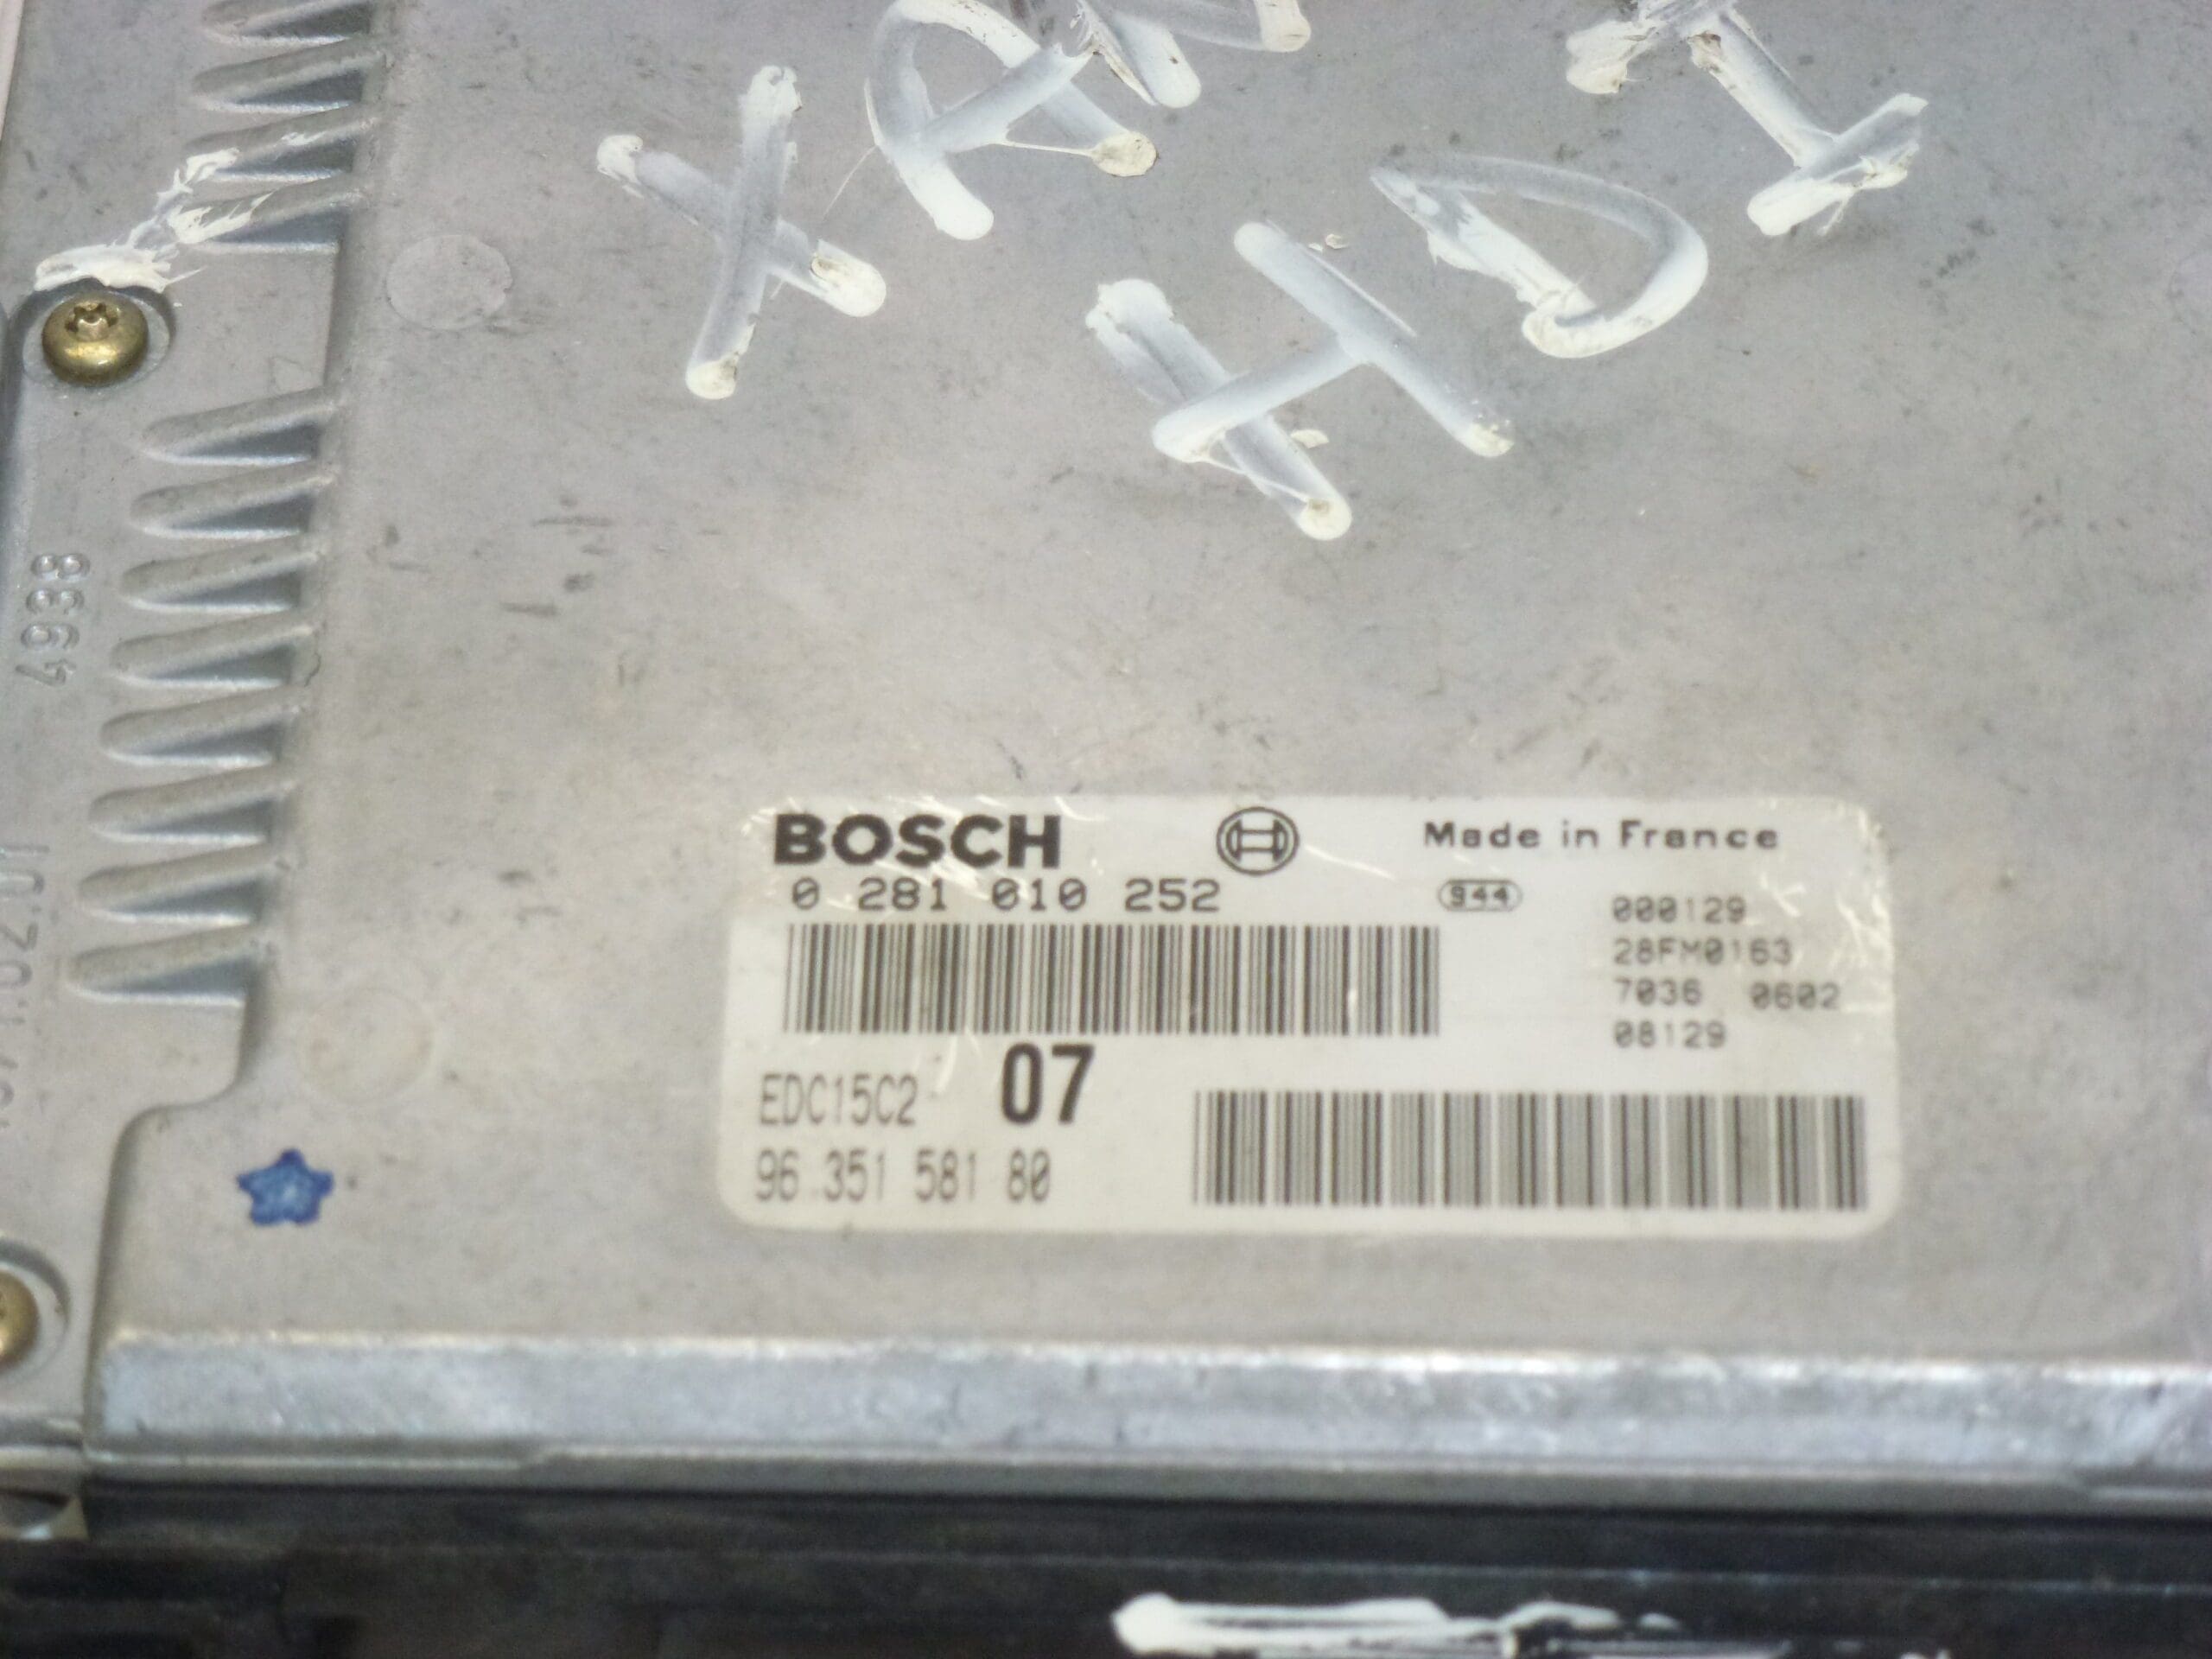 XAN
HDI
4938
BOSCH
Made in France
0 281 010 252
944
000129
28FM0163
7036 0602
08129
EDC15C2 07
96 351 581 80